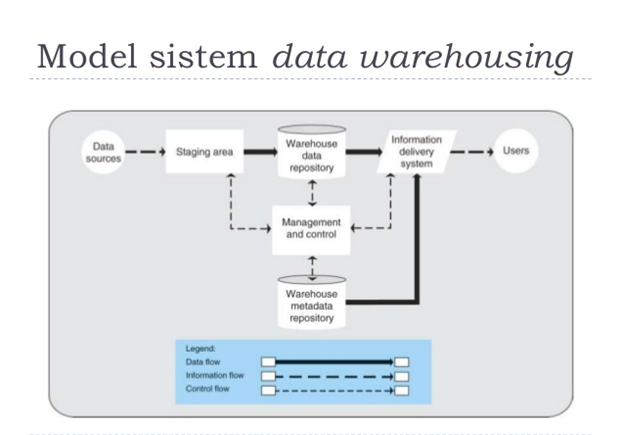 Model sistem data warehousing
Data
sources
Staging area
Warehouse
data
repository
Information
delivery
system
Users
Management
and control
Warehouse
metadata
repository
Legend:
Data flow
Information flow
Control flow